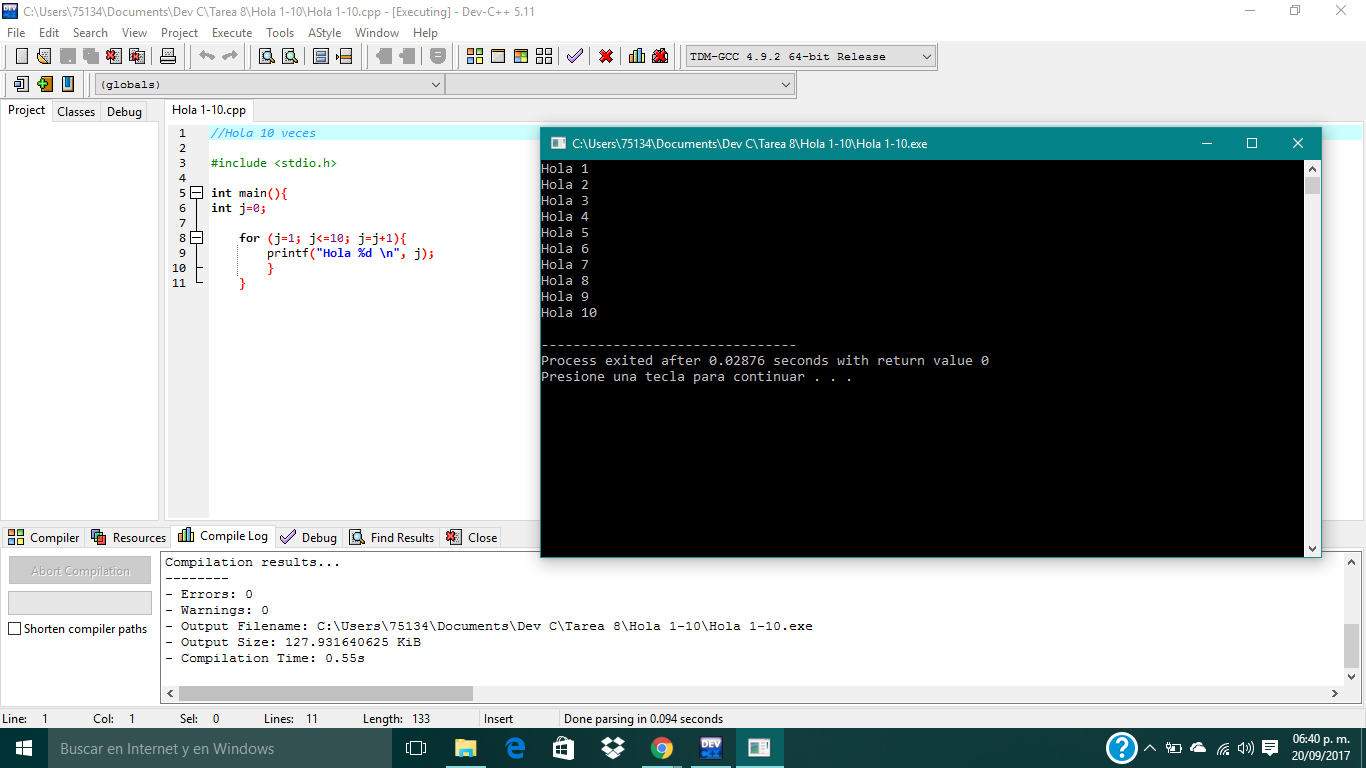 C:\Users\75134\Documents\Dev C\Tarea 8\Hola 1-10\Hola 1-10.cpp - [Executing] - Dev-C++ 5.11
File Edit Search View Project Execute Tools AStyle Window Help
TDM-GCC 4.9.2 64-bit Release
(globals)
Project Classes Debug
Hola 1-10.cpp
1 //Hola 10 veces
2
3 #include <stdio.h>
4
5 int main(){
6 int j=0;
7
8 for (j=1; j<=10; j=j+1){
9 printf("Hola %d \n", j);
10 }
11 }
C:\Users\75134\Documents\Dev C\Tarea 8\Hola 1-10\Hola 1-10.exe
Hola 1
Hola 2
Hola 3
Hola 4
Hola 5
Hola 6
Hola 7
Hola 8
Hola 9
Hola 10
--------------------------------
Process exited after 0.02876 seconds with return value 0
Presione una tecla para continuar . . .
Compiler Resources Compile Log Debug Find Results Close
Abort Compilation
Shorten compiler paths
Compilation results...
--------
- Errors: 0
- Warnings: 0
- Output Filename: C:\Users\75134\Documents\Dev C\Tarea 8\Hola 1-10\Hola 1-10.exe
- Output Size: 127.931640625 KiB
- Compilation Time: 0.55s
Line: 1 Col: 1 Sel: 0 Lines: 11 Length: 133 Insert Done parsing in 0.094 seconds
Buscar en Internet y en Windows
DEV
06:40 p. m.
20/09/2017